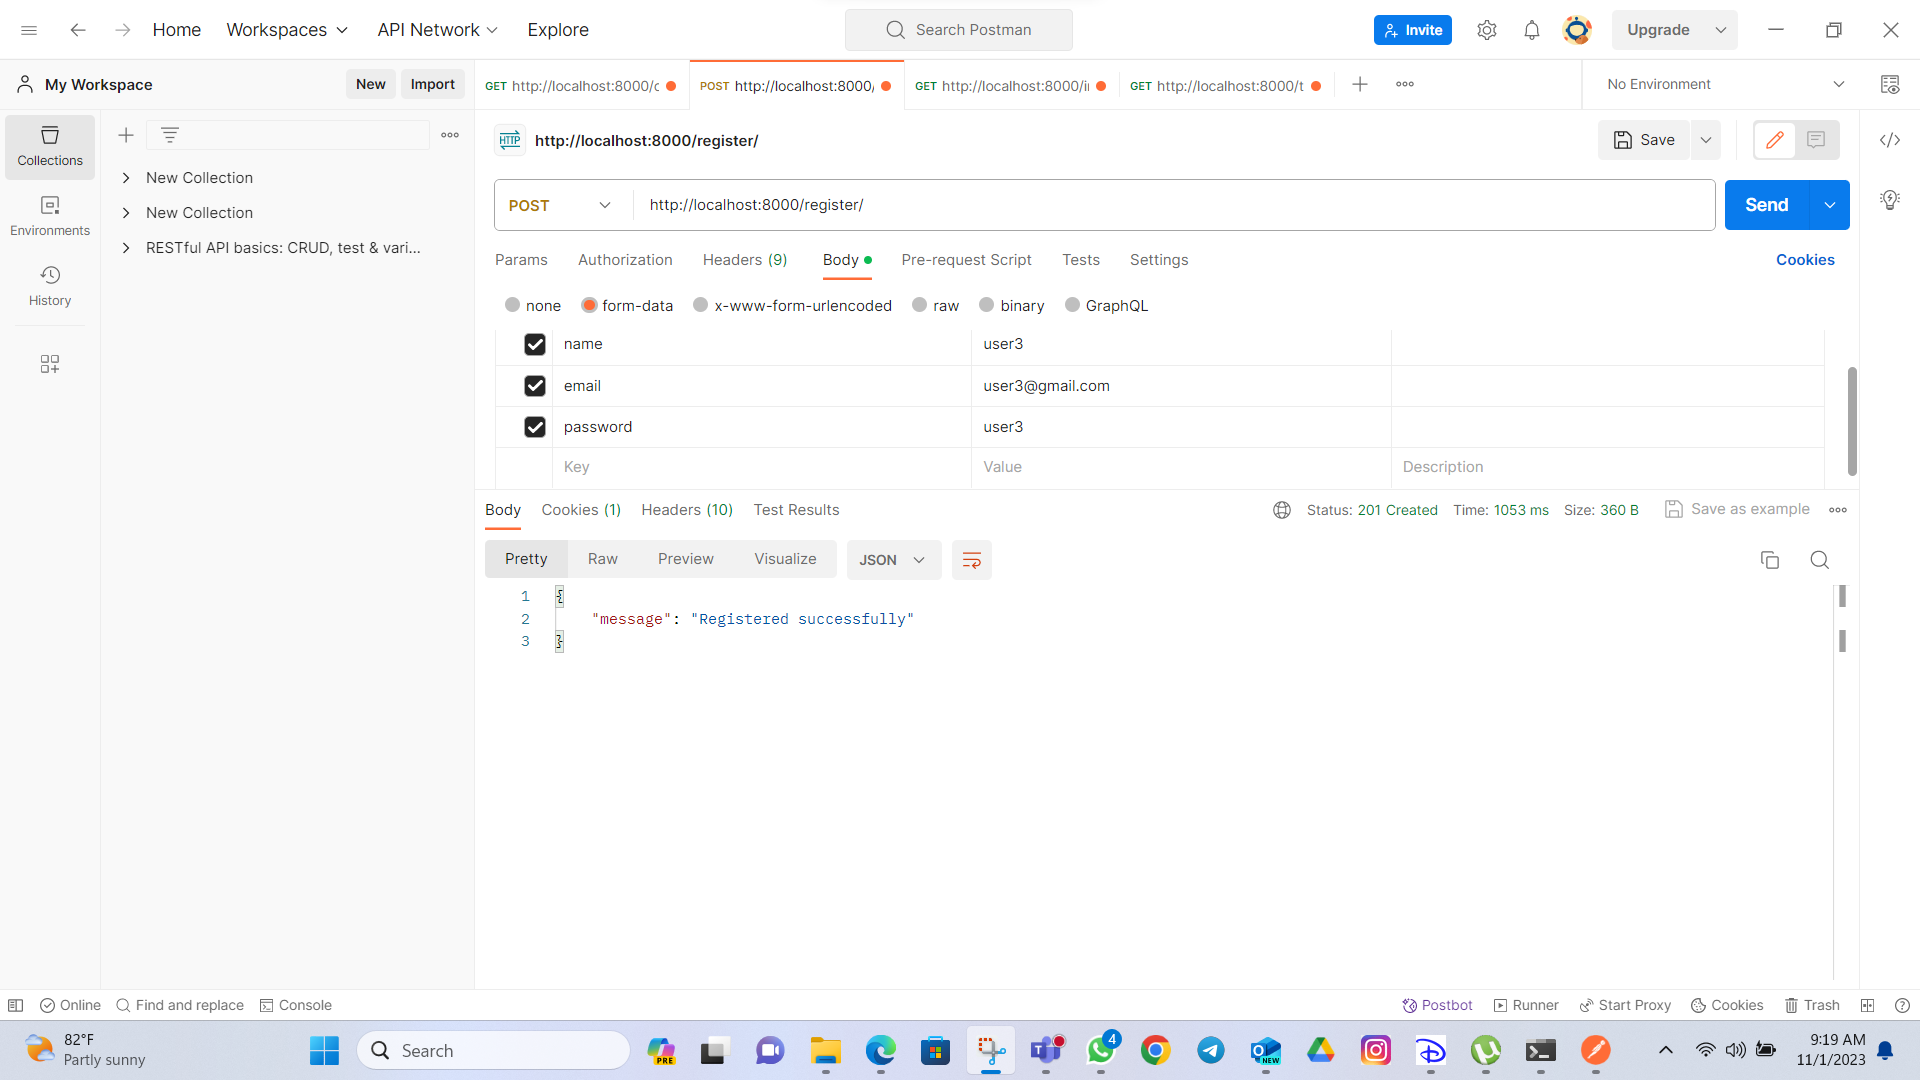 Home Workspaces API Network Explore
Search Postman
Invite
Upgrade
My Workspace
New Import
GET http://localhost:8000/c
POST http://localhost:8000/
GET http://localhost:8000/i
GET http://localhost:8000/t
No Environment
Collections
Environments
History
New Collection
New Collection
RESTful API basics: CRUD, test & vari...
HTTP http://localhost:8000/register/
Save
POST http://localhost:8000/register/
Send
Params Authorization Headers (9) Body Pre-request Script Tests Settings
Cookies
none form-data x-www-form-urlencoded raw binary GraphQL
name user3
email user3@gmail.com
password user3
Key Value Description
Body Cookies (1) Headers (10) Test Results
Status: 201 Created Time: 1053 ms Size: 360 B Save as example
Pretty Raw Preview Visualize JSON
1 {
2 "message": "Registered successfully"
3 }
Online Find and replace Console
Postbot Runner Start Proxy Cookies Trash
82°F
Partly sunny
Search
PRE
4
NEW
9:19 AM
11/1/2023